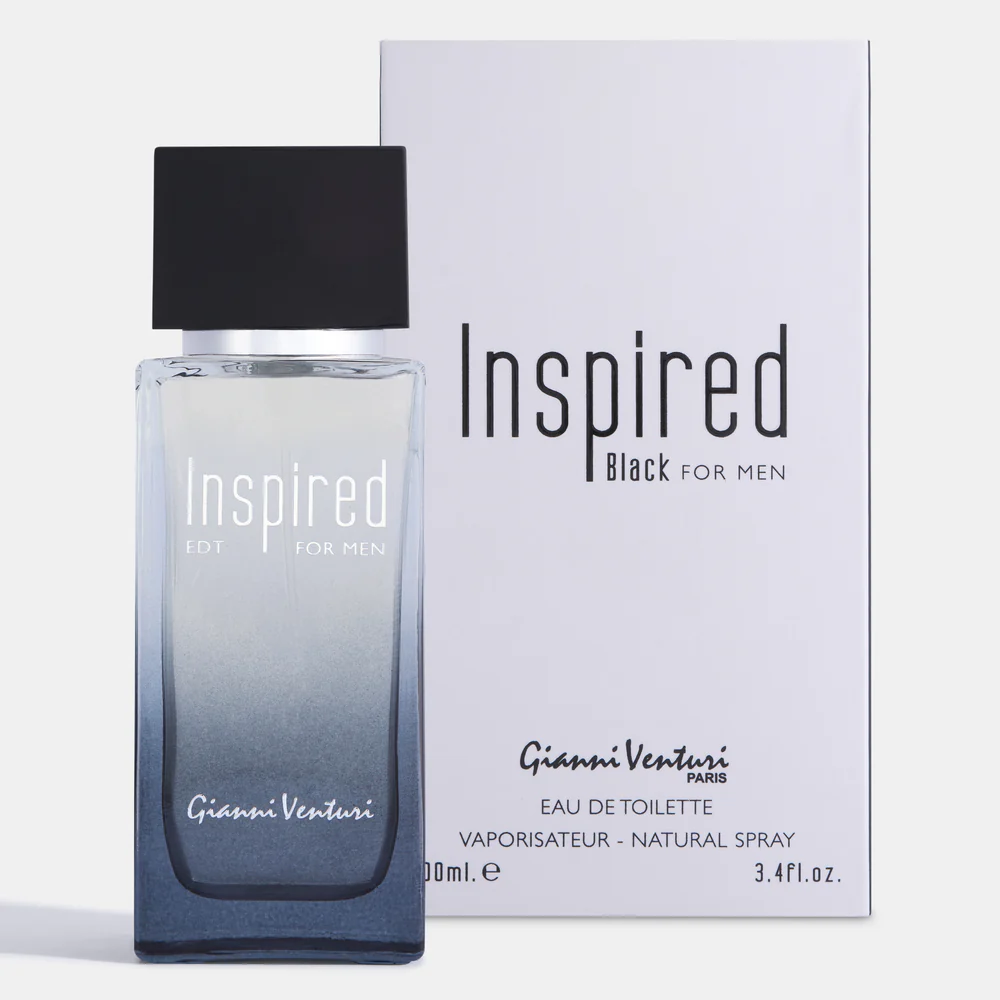 Inspired
EDT FOR MEN
Gianni Venturi
Inspired
Black FOR MEN
Gianni Venturi
PARIS
EAU DE TOILETTE
VAPORISATEUR - NATURAL SPRAY
00ml. ℮ 3.4fl.oz.